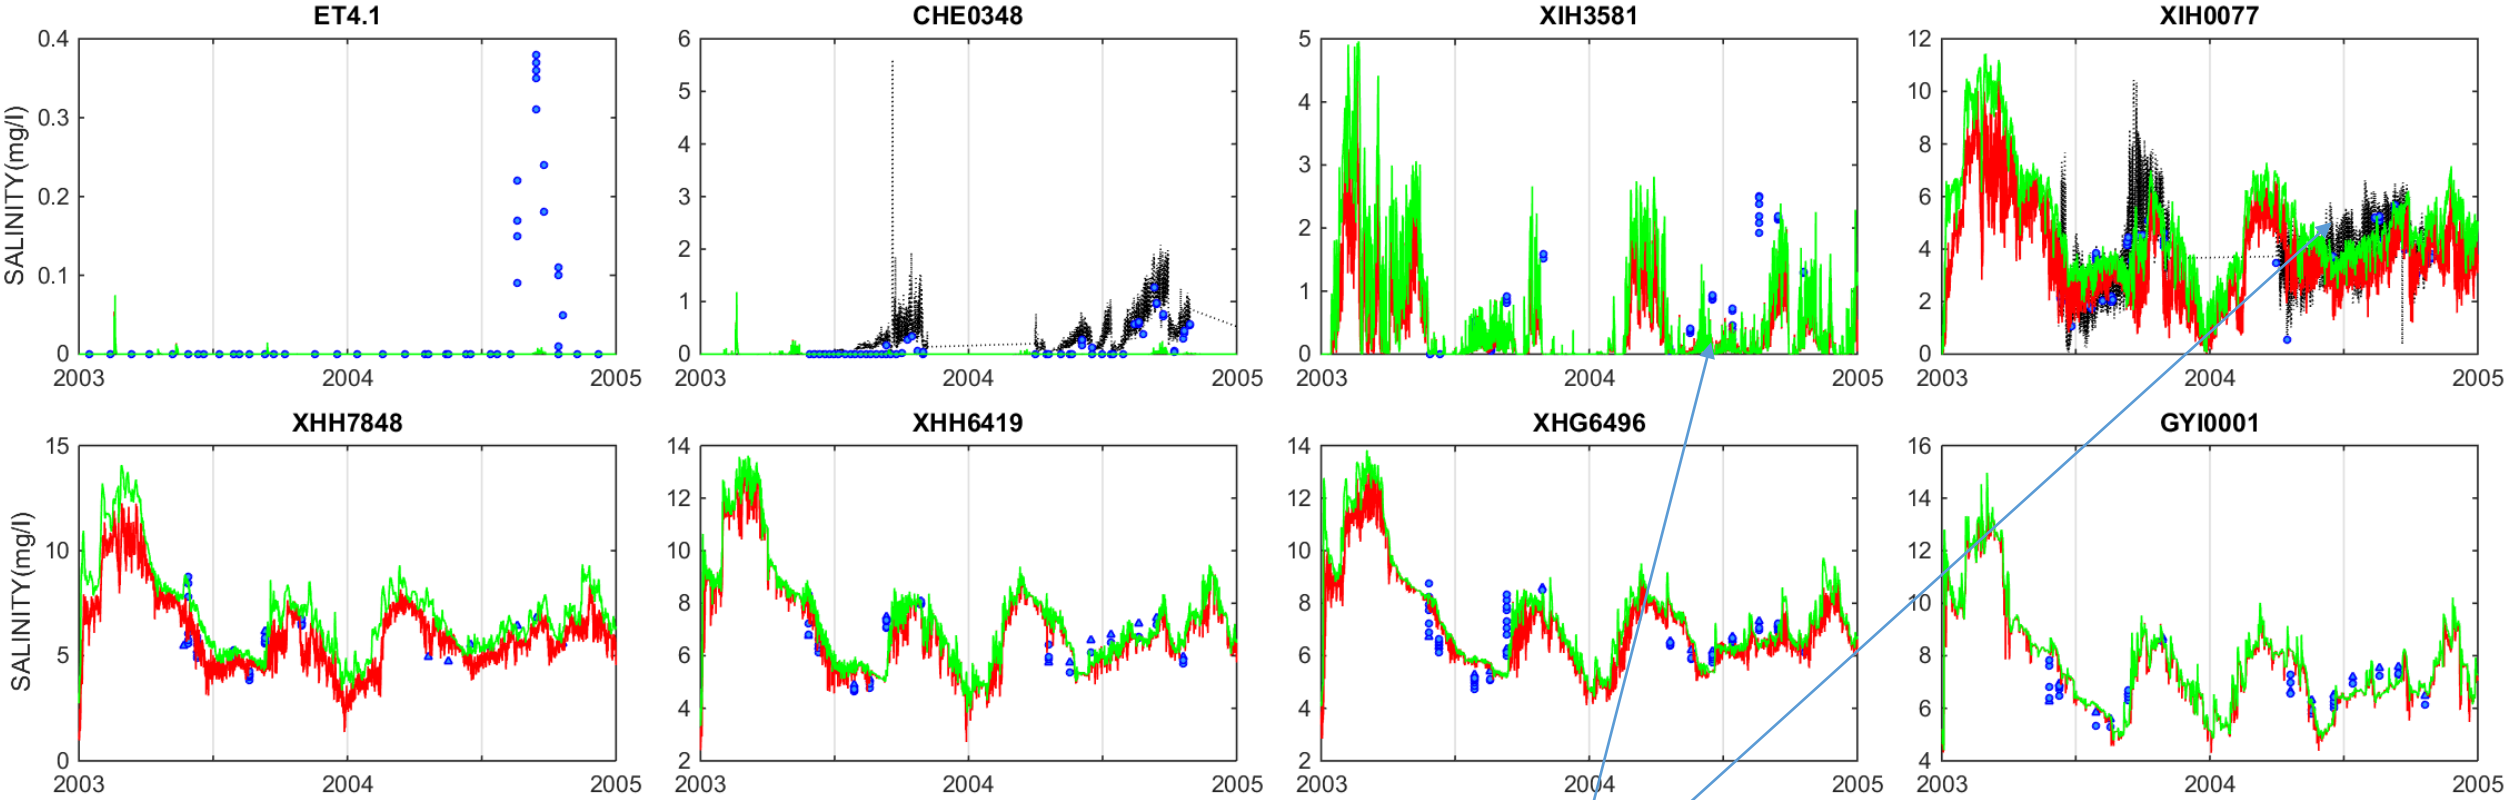 ET4.1 CHE0348 XIH3581 XIH0077
SALINITY(mg/l)
0.4 6 5 12
5 10
0.3 4 4 8
0.2 3 3 6
2 2 4
0.1 1 1 2
0 0 0 0
2003 2004 2005 2003 2004 2005 2003 2004 2005 2003 2004 2005
XHH7848 XHH6419 XHG6496 GYI0001
SALINITY(mg/l)
15 14 14 16
12 12 14
10 10 10 12
8 8 10
5 6 6 8
4 4 6
0 2 2 4
2003 2004 2005 2003 2004 2005 2003 2004 2005 2003 2004 2005